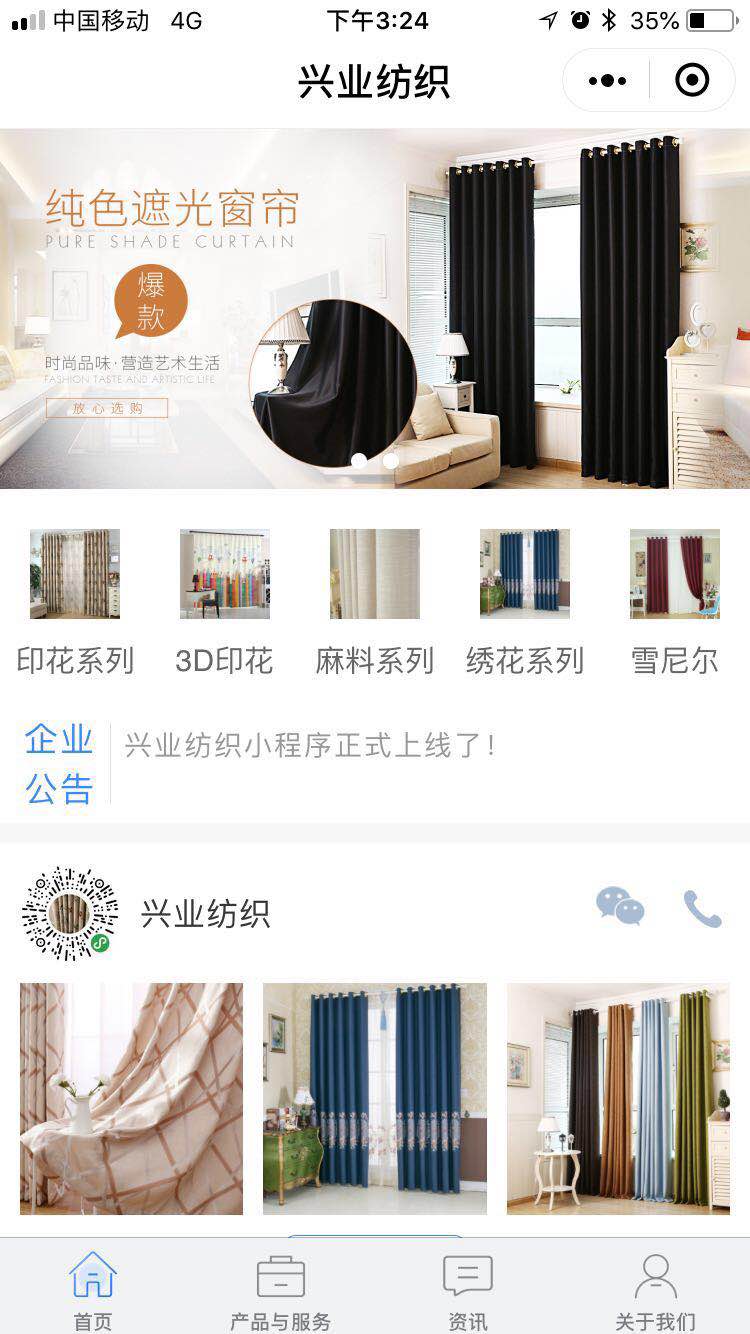 中国移动 4G 下午3:24 35%
兴业纺织
纯色遮光窗帘
PURE SHADE CURTAIN
爆
款
时尚品味·营造艺术生活
FASHION TASTE AND ARTISTIC LIFE
放心选购
印花系列 3D印花 麻料系列 绣花系列 雪尼尔
企业
公告
兴业纺织小程序正式上线了!
兴业纺织
首页 产品与服务 资讯 关于我们